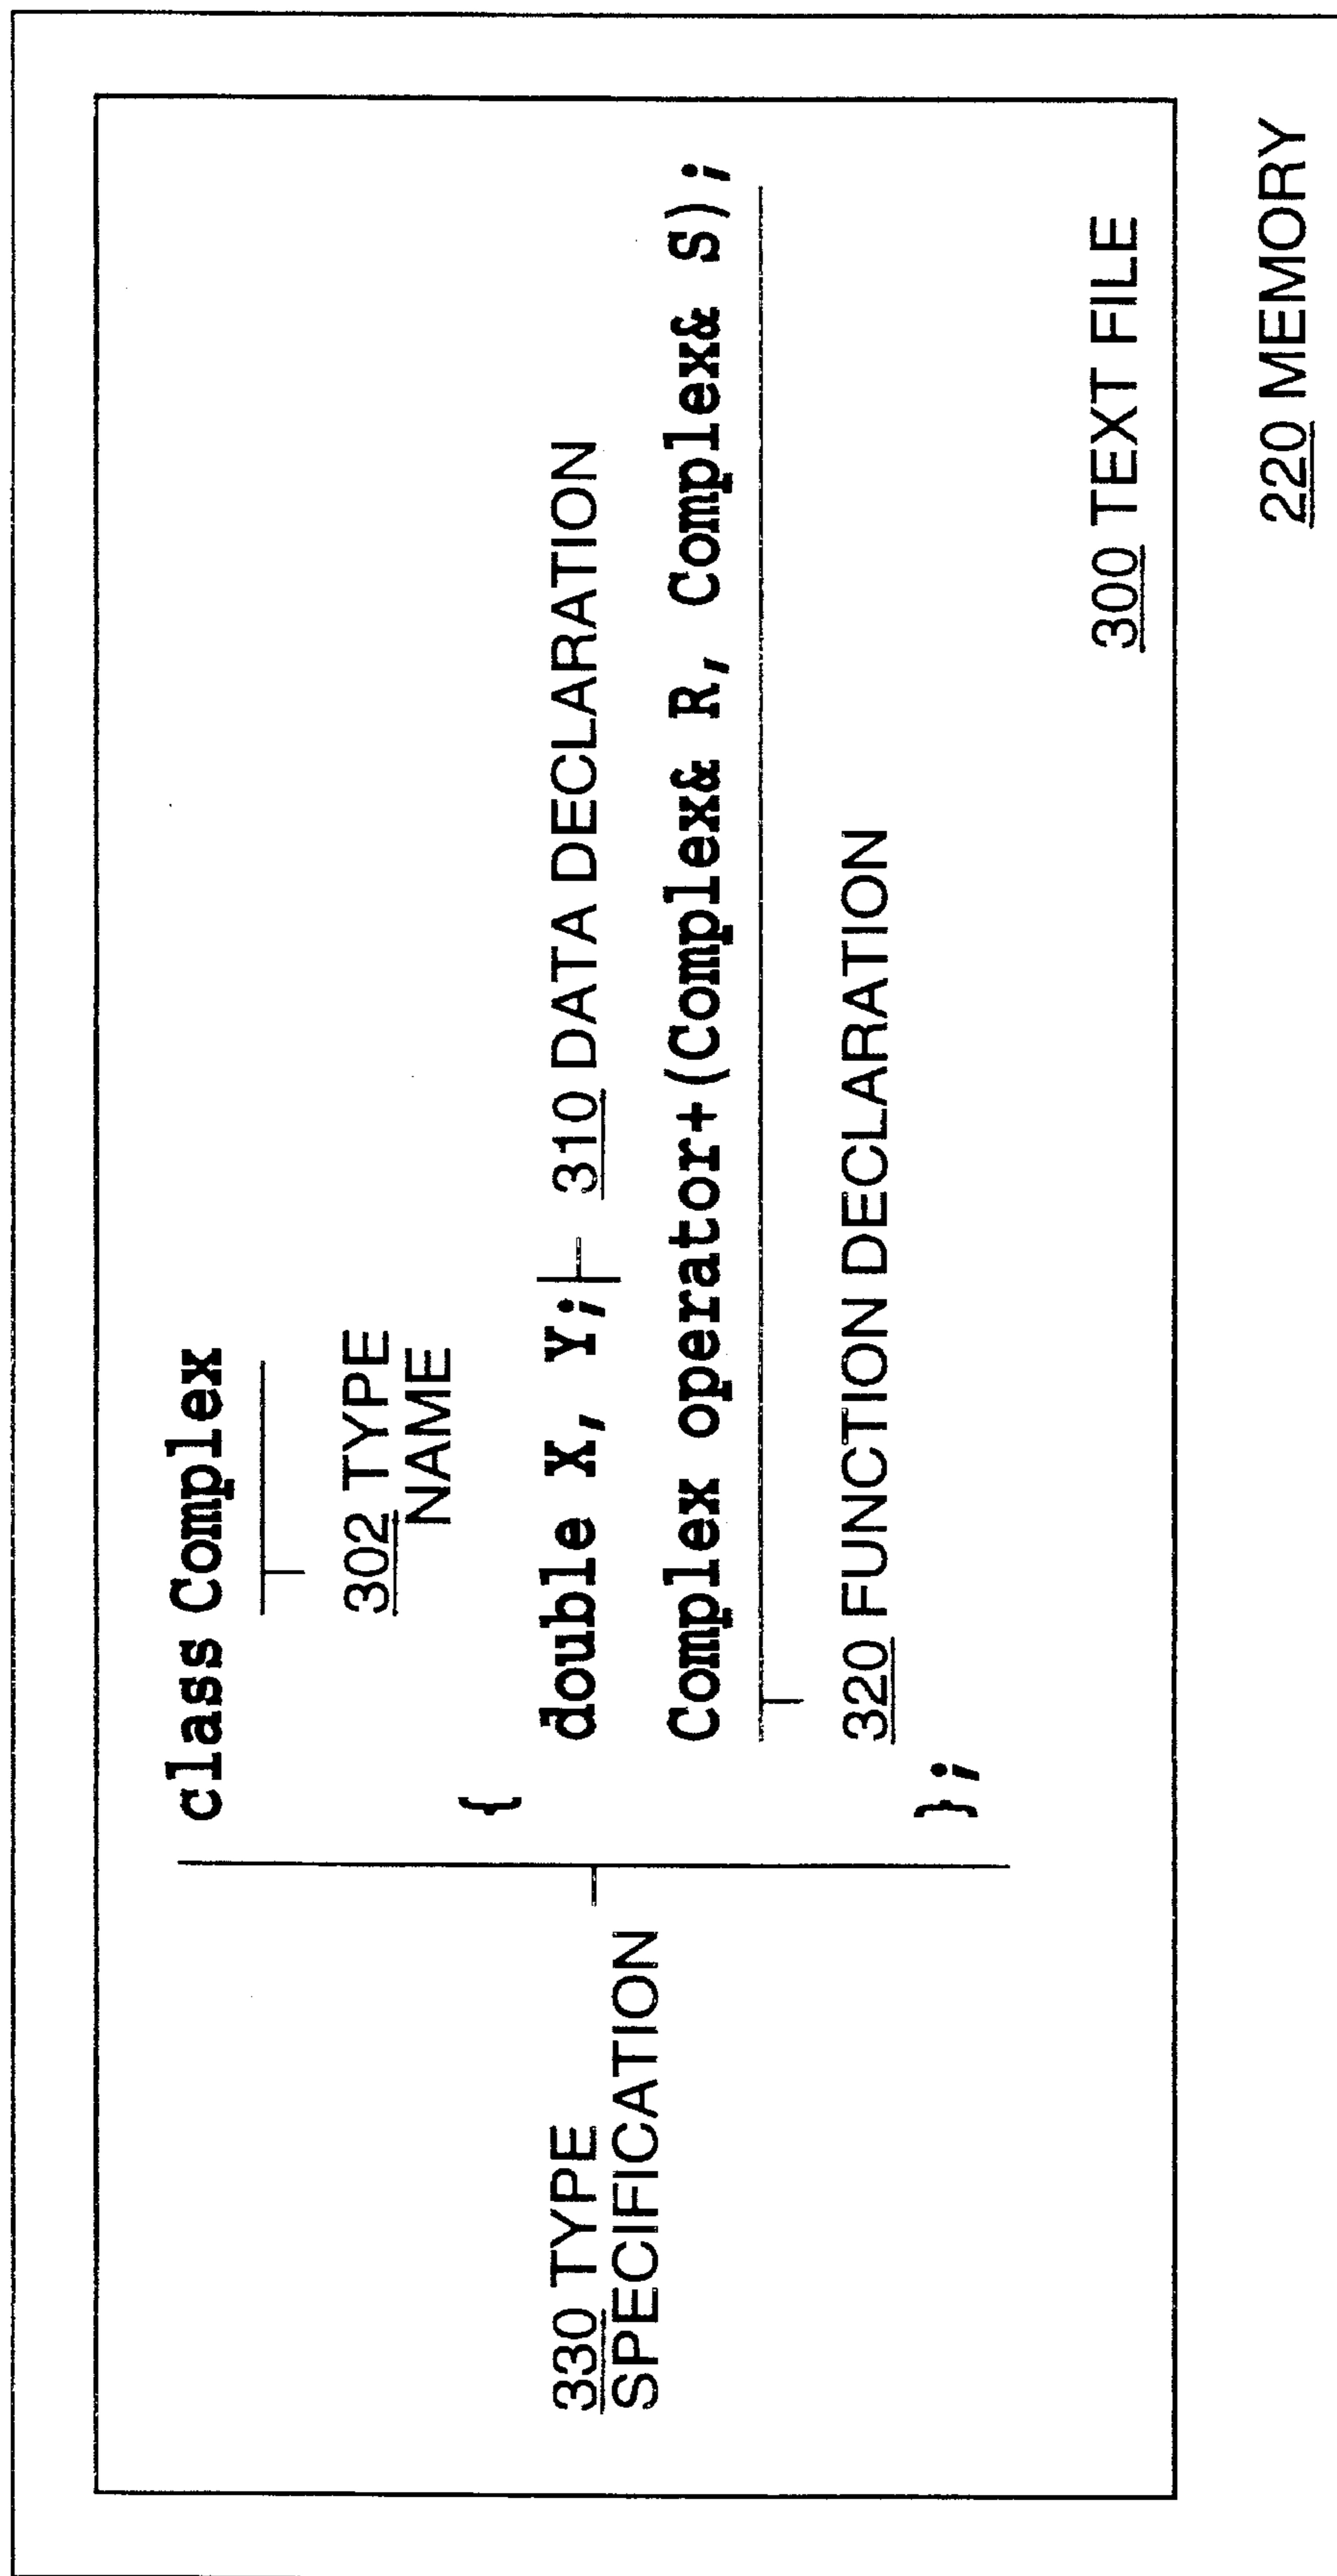 class Complex
302 TYPE
NAME
{
330 TYPE
SPECIFICATION
double X, Y;
310 DATA DECLARATION
Complex operator+(Complex& R, Complex& S);
320 FUNCTION DECLARATION
};
300 TEXT FILE
220 MEMORY